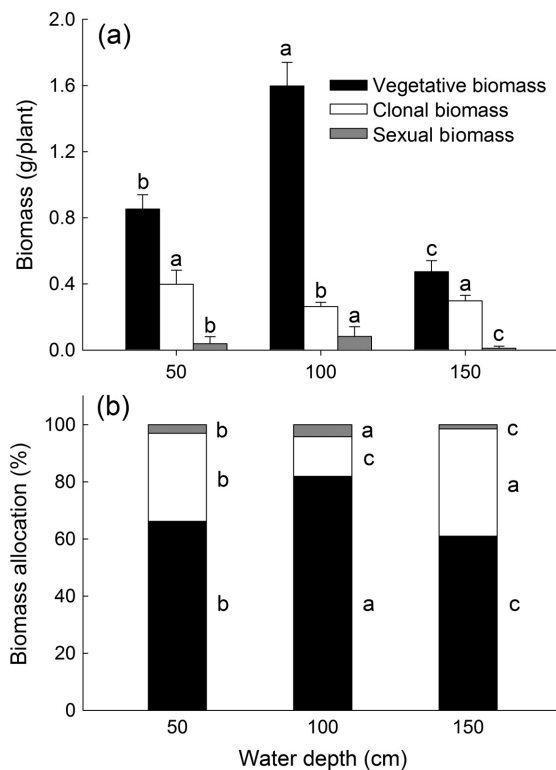 (a)
2.0
1.6
1.2
0.8
0.4
0.0
Biomass (g/plant)
Vegetative biomass
Clonal biomass
Sexual biomass
b
a
b
a
b
a
c
a
c
50 100 150
(b)
100
80
60
40
20
0
Biomass allocation (%)
b
b
b
a
c
a
c
a
c
50 100 150
Water depth (cm)